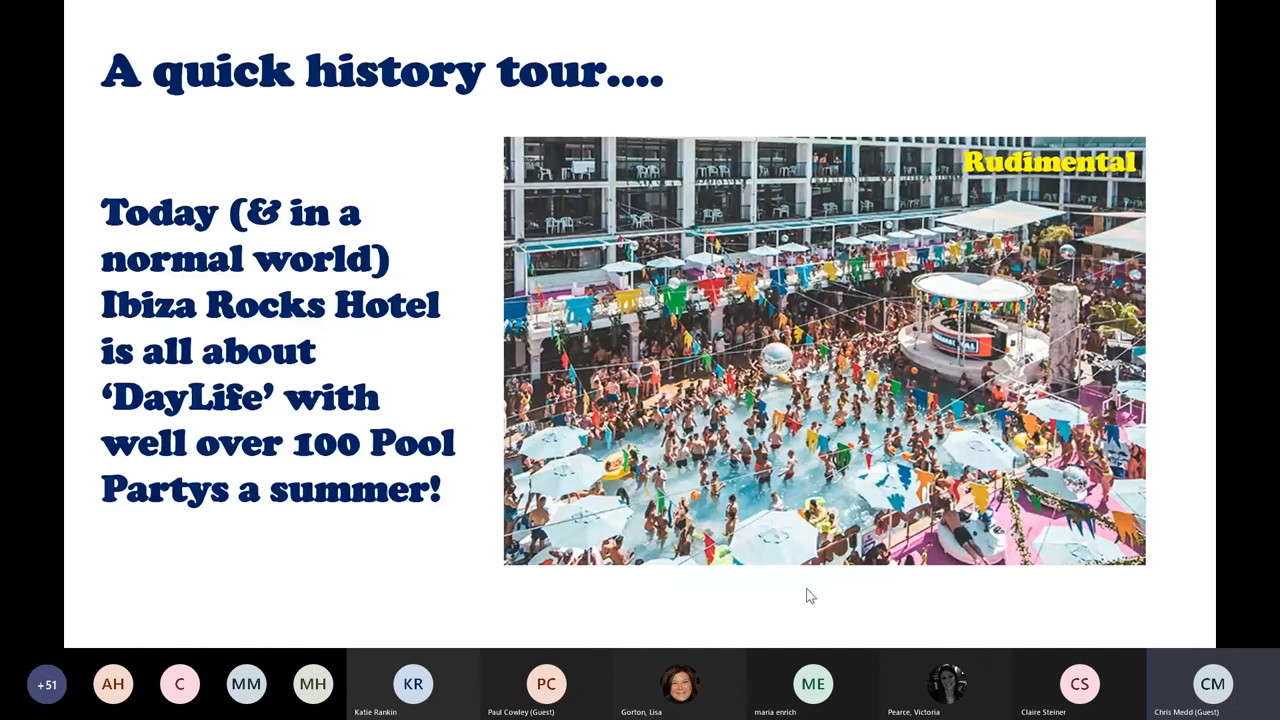 A quick history tour....
Rudimental
Today (& in a
normal world)
Ibiza Rocks Hotel
is all about
‘DayLife’ with
well over 100 Pool
Partys a summer!
+51
AH
C
MM
MH
KR
Katie Rankin
PC
Paul Cowley (Guest)
Gorton, Lisa
ME
maria enrich
Pearce, Victoria
CS
Claire Steiner
CM
Chris Medd (Guest)